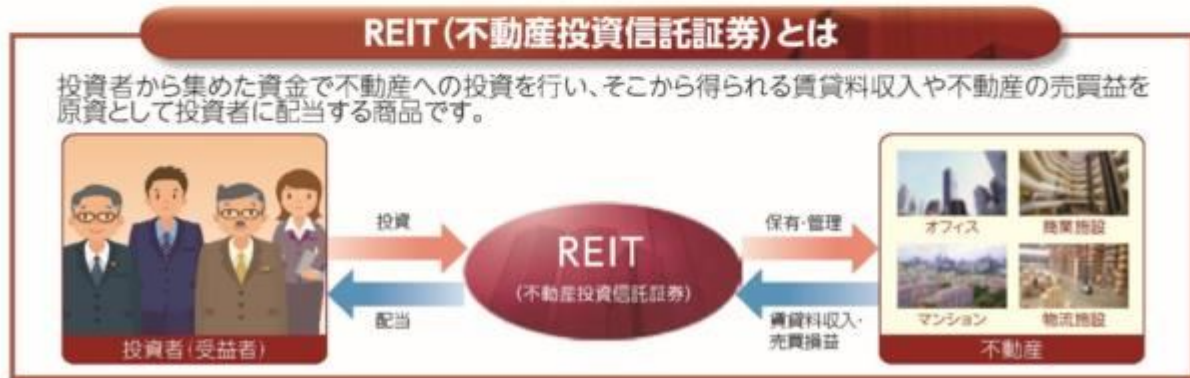 REIT(不動産投資信託証券)とは
投資者から集めた資金で不動産への投資を行い、そこから得られる賃貸料収入や不動産の売買益を
原資として投資者に配当する商品です。
投資
配当
投資者(受益者)
REIT
(不動産投資信託証券)
保有・管理
賃貸料収入・
売買損益
オフィス
商業施設
マンション
物流施設
不動産